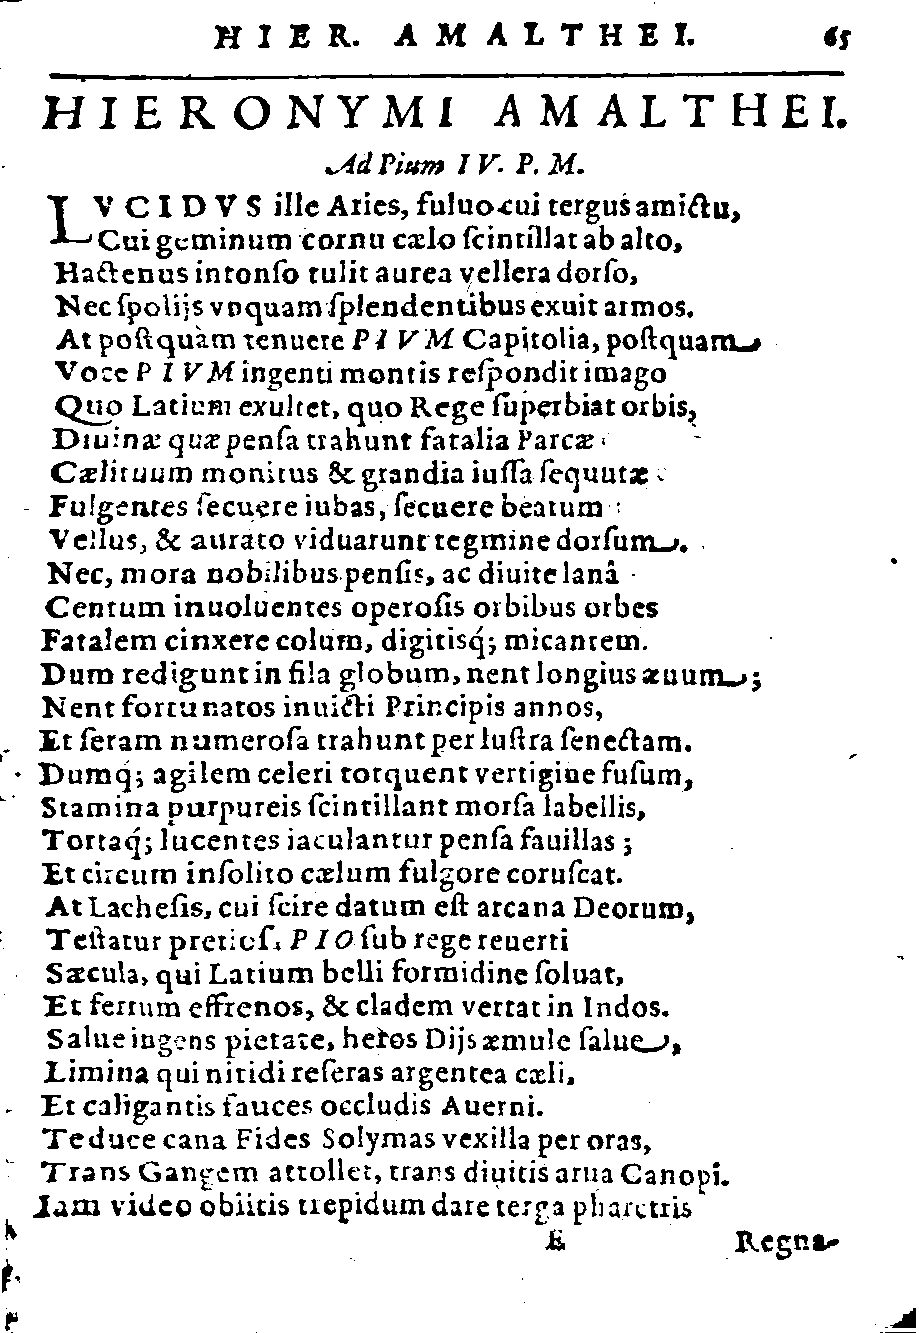 HIER. AMALTHEI. 65
HIERONYMI AMALTHEI.
Ad Pium IV. P. M.
LVCIDVS ille Aries, fuluo cui tergus amictu,
Cui geminum cornu cælo ſcintillat ab alto,
Hactenus intonſo tulit aurea vellera dorſo,
Nec ſpolijs vnquam ſplendentibus exuit armos.
At poſtquàm tenuere PIVM Capitolia, poſtquam
Voce PIVM ingenti montis reſpondit imago
Quo Latium exultet, quo Rege ſuperbiat orbis,
Diuinæ quæ penſa trahunt fatalia Parcæ
Cælituum monitus & grandia iuſſa ſequutæ
Fulgentes ſecuere iubas, ſecuere beatum
Vellus, & aurato viduarunt tegmine dorſum.
Nec, mora nobilibus penſis, ac diuite lanâ
Centum inuoluentes operoſis orbibus orbes
Fatalem cinxere colum, digitisq́; micantem.
Dum redigunt in fila globum, nent longius æuum;
Nent fortunatos inuicti Principis annos,
Et ſeram numeroſa trahunt per luſtra ſenectam.
Dumq́; agilem celeri torquent vertigine fuſum,
Stamina purpureis ſcintillant morſa labellis,
Tortaq́; lucentes iaculantur penſa fauillas;
Et circum inſolito cælum fulgore coruſcat.
At Lacheſis, cui ſcire datum eſt arcana Deorum,
Teſtatur pretioſ. PIO ſub rege reuerti
Sæcula, qui Latium belli formidine ſoluat,
Et ferrum effrenos, & cladem vertat in Indos.
Salue ingens pietate, heros Dijs æmule ſalue,
Limina qui nitidi reſeras argentea cæli,
Et caligantis fauces occludis Auerni.
Te duce cana Fides Solymas vexilla per oras,
Trans Gangem attollet, trans diuitis arua Canopi.
Iam video obiitis trepidum dare terga pharetris
E Regna